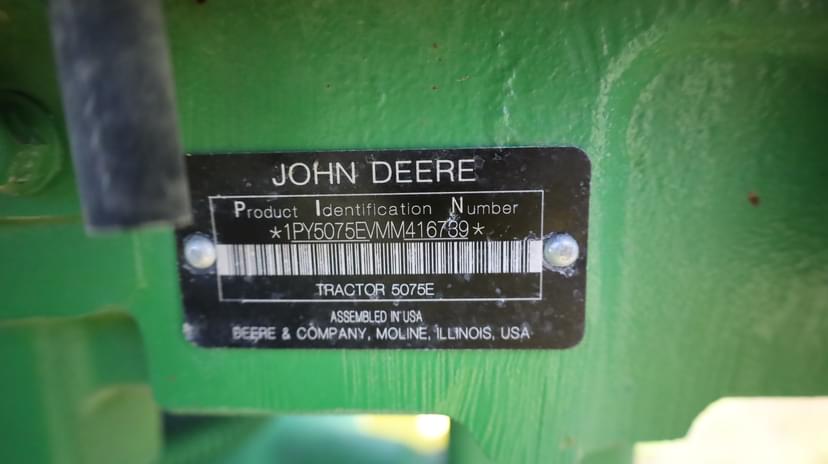 JOHN DEERE
Product Identification Number
*1PY5075EVMM416739*
TRACTOR 5075E
ASSEMBLED IN USA
DEERE & COMPANY, MOLINE, ILLINOIS, USA